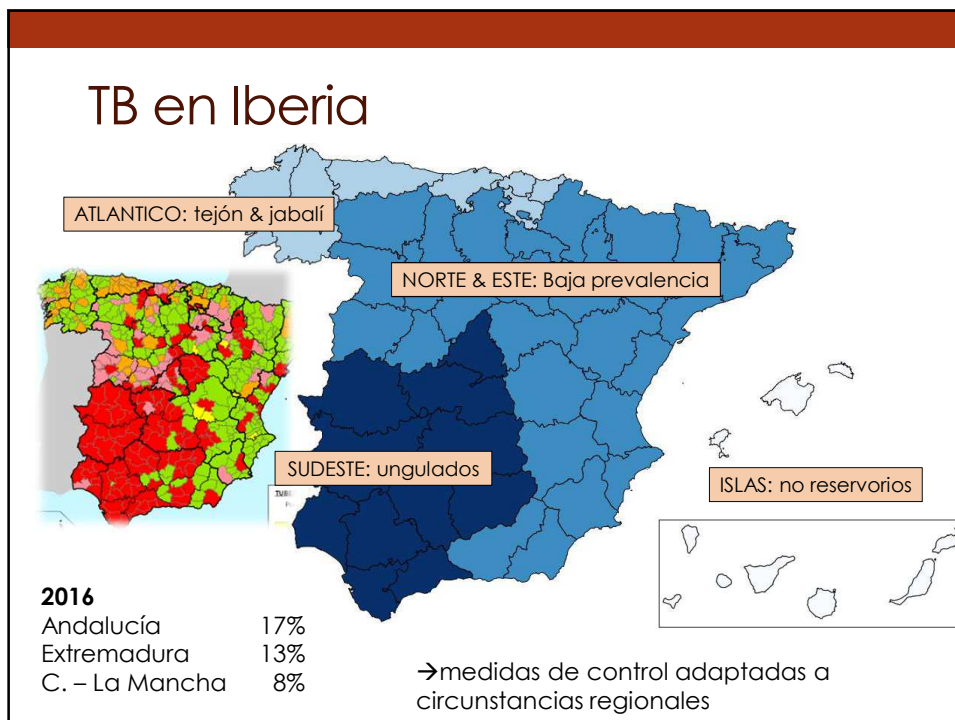 TB en Iberia
ATLANTICO: tejón & jabalí
NORTE & ESTE: Baja prevalencia
SUDESTE: ungulados
ISLAS: no reservorios
2016
Andalucía 17%
Extremadura 13%
C. – La Mancha 8%
→medidas de control adaptadas a
circunstancias regionales